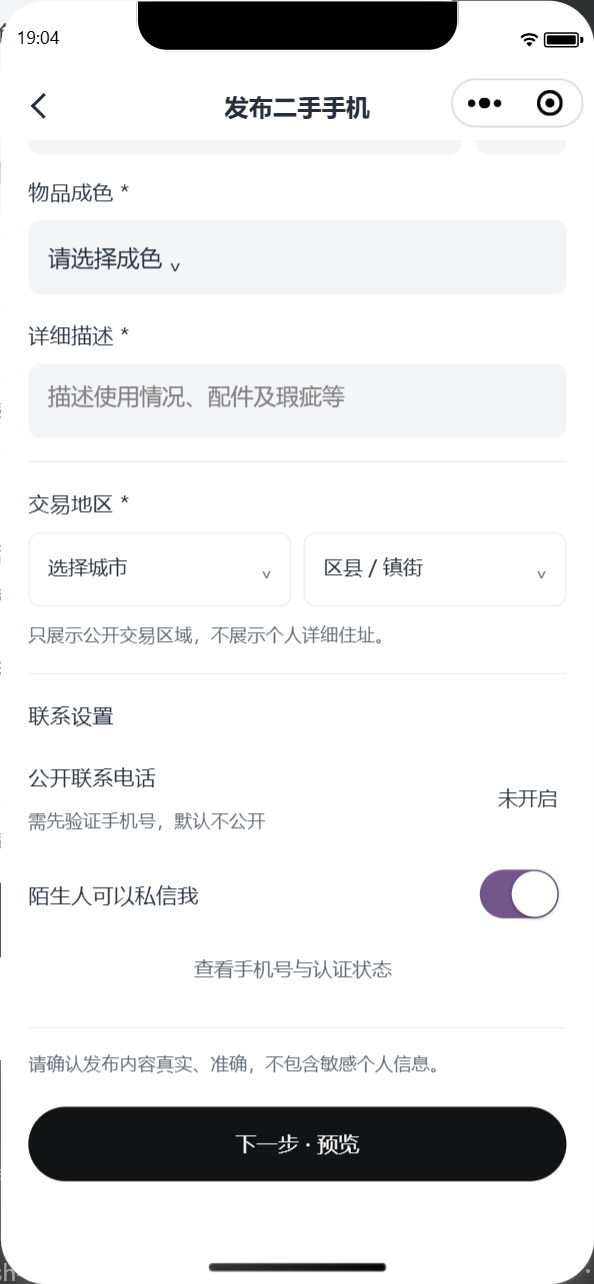 19:04
发布二手手机
物品成色 *
请选择成色
详细描述 *
描述使用情况、配件及瑕疵等
交易地区 *
选择城市
区县 / 镇街
只展示公开交易区域，不展示个人详细住址。
联系设置
公开联系电话
未开启
需先验证手机号，默认不公开
陌生人可以私信我
查看手机号与认证状态
请确认发布内容真实、准确，不包含敏感个人信息。
下一步 · 预览